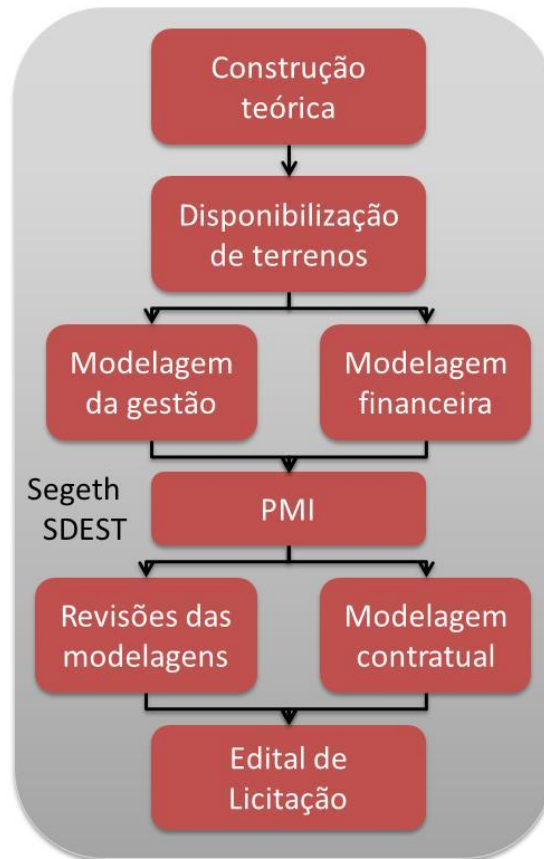 Construção
teórica
Disponibilização
de terrenos
Modelagem
da gestão
Modelagem
financeira
Segeth
SDEST
PMI
Revisões das
modelagens
Modelagem
contratual
Edital de
Licitação